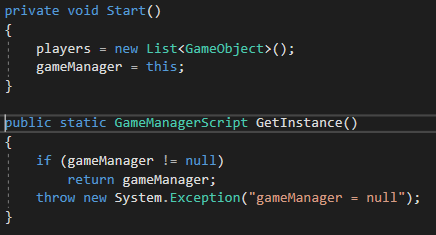 private void Start()
{
    players = new List<GameObject>();
    gameManager = this;
}
public static GameManagerScript GetInstance()
{
    if (gameManager != null)
        return gameManager;
    throw new System.Exception("gameManager = null");
}